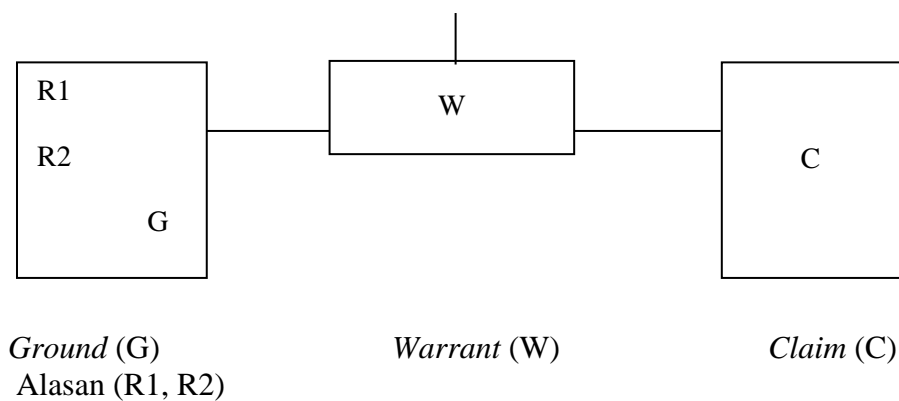 R1
W
R2
C
G
Ground (G) Warrant (W) Claim (C)
Alasan (R1, R2)